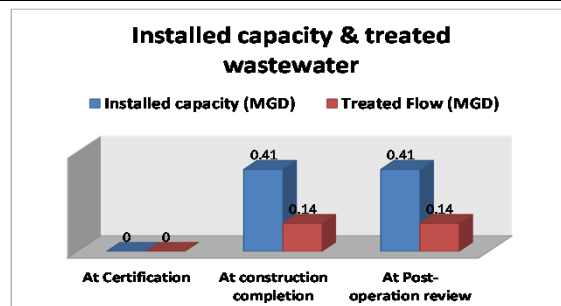 Installed capacity & treated
wastewater
Installed capacity (MGD) Treated Flow (MGD)
0.41 0.41
0.14 0.14
0 0
At Certification At construction At Post-
completion operation review